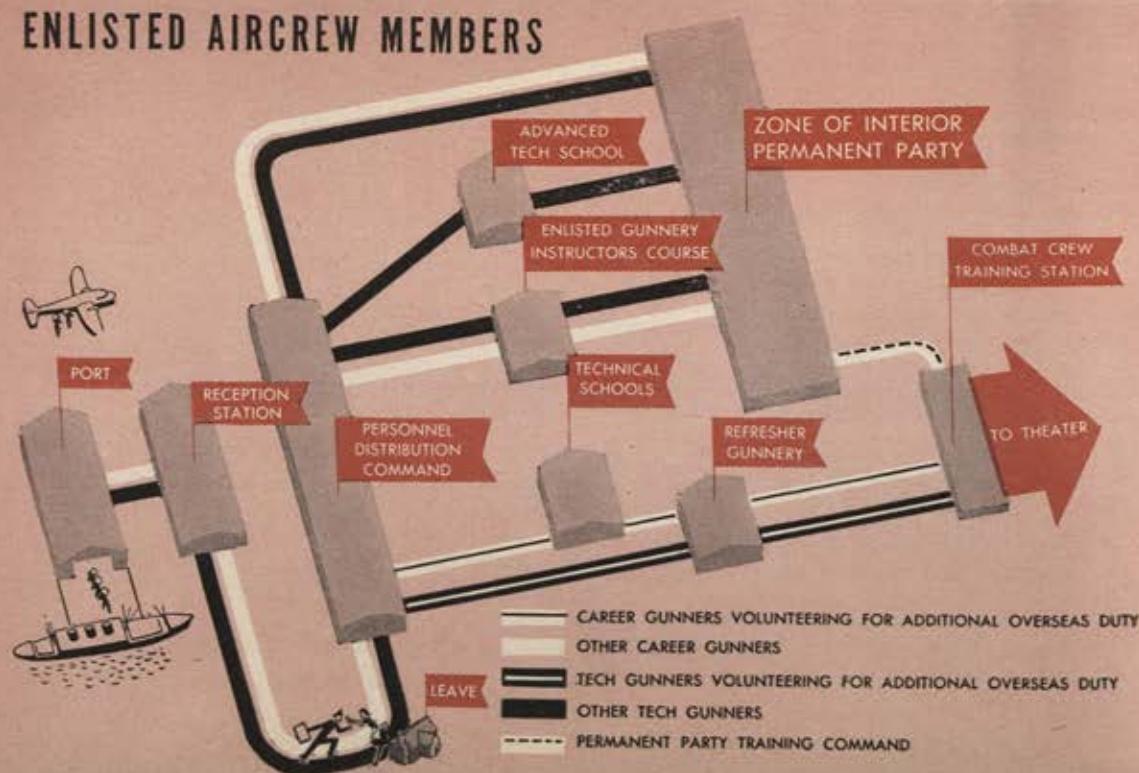 ENLISTED AIRCREW MEMBERS
ADVANCED
TECH SCHOOL
ZONE OF INTERIOR
PERMANENT PARTY
ENLISTED GUNNERY
INSTRUCTORS COURSE
COMBAT CREW
TRAINING STATION
PORT
RECEPTION
STATION
TECHNICAL
SCHOOLS
PERSONNEL
DISTRIBUTION
COMMAND
REFRESHER
GUNNERY
TO THEATER
LEAVE
CAREER GUNNERS VOLUNTEERING FOR ADDITIONAL OVERSEAS DUTY
OTHER CAREER GUNNERS
TECH GUNNERS VOLUNTEERING FOR ADDITIONAL OVERSEAS DUTY
OTHER TECH GUNNERS
PERMANENT PARTY TRAINING COMMAND